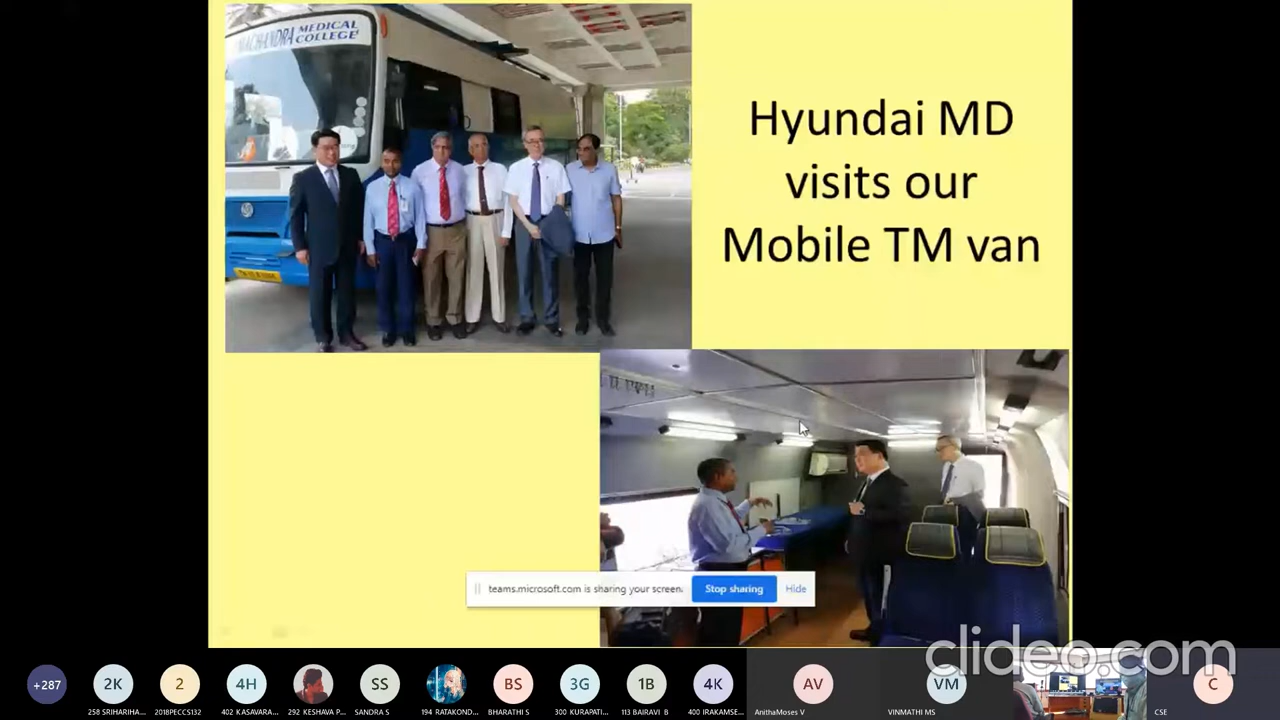 MEDICAL
COLLEGE
Hyundai MD
visits our
Mobile TM van
teams.microsoft.com is sharing your screen.
Stop sharing
Hide
clideo.com
+287
2K
2
4H
SS
BS
3G
1B
4K
AV
VM
C
258 SRIHARIHA...
2018PECCS132
402 KASAVARA...
292 KESHAVA P...
SANDRA S
194 RATAKOND...
BHARATHI S
300 KURAPATI...
113 BAIRAVI B
400 IRAKAMSE...
AnithaMoses V
VINMATHI MS
CSE